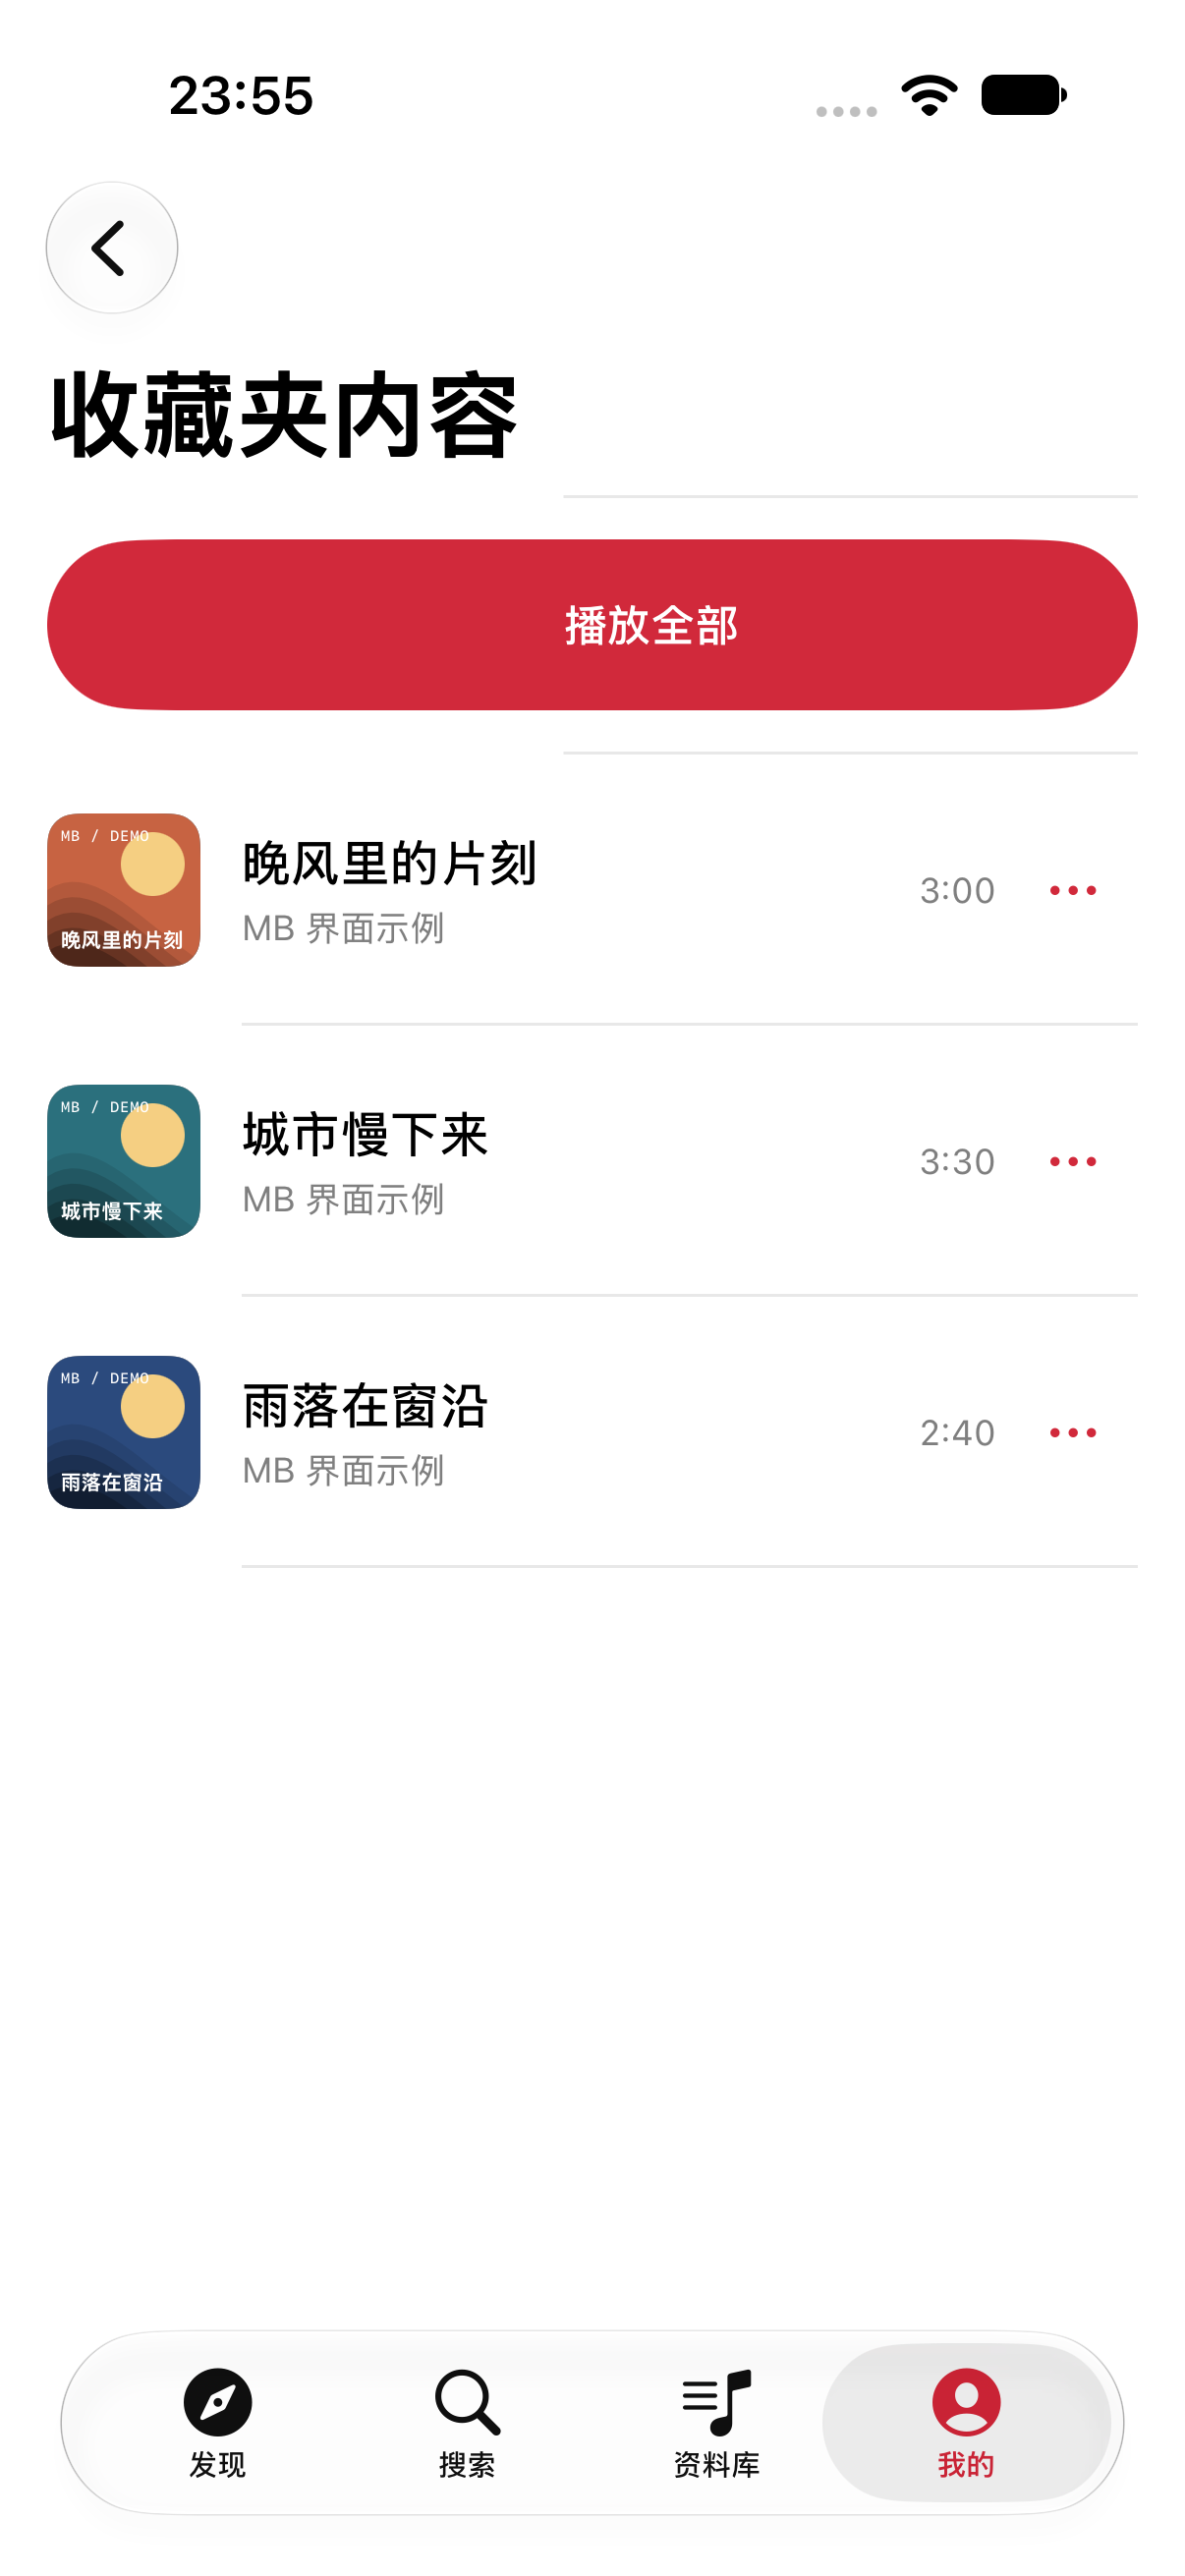 23:55
收藏夹内容
播放全部
MB / DEMO
晚风里的片刻
晚风里的片刻
MB 界面示例
3:00
MB / DEMO
城市慢下来
城市慢下来
MB 界面示例
3:30
MB / DEMO
雨落在窗沿
雨落在窗沿
MB 界面示例
2:40
发现
搜索
资料库
我的